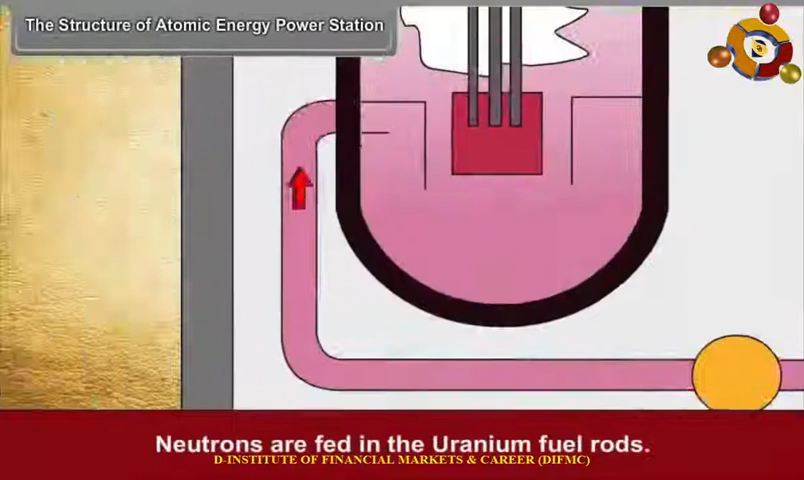 The Structure of Atomic Energy Power Station
Neutrons are fed in the Uranium fuel rods.
D-INSTITUTE OF FINANCIAL MARKETS & CAREER (DIFMC)